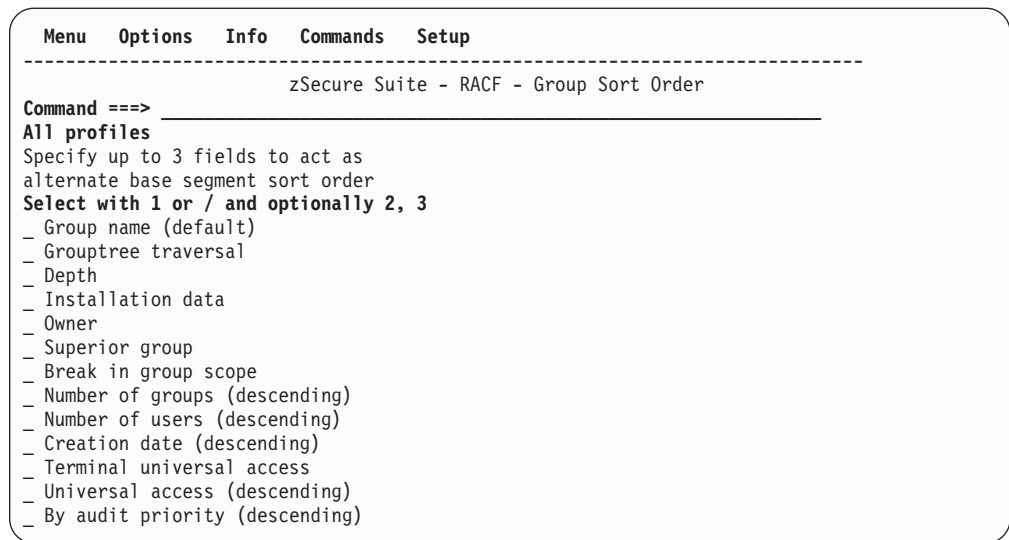 Menu Options Info Commands Setup
-------------------------------------------------------------------------------
zSecure Suite - RACF - Group Sort Order
Command ===> _______________________________________________________________
All profiles
Specify up to 3 fields to act as
alternate base segment sort order
Select with 1 or / and optionally 2, 3
_ Group name (default)
_ Grouptree traversal
_ Depth
_ Installation data
_ Owner
_ Superior group
_ Break in group scope
_ Number of groups (descending)
_ Number of users (descending)
_ Creation date (descending)
_ Terminal universal access
_ Universal access (descending)
_ By audit priority (descending)